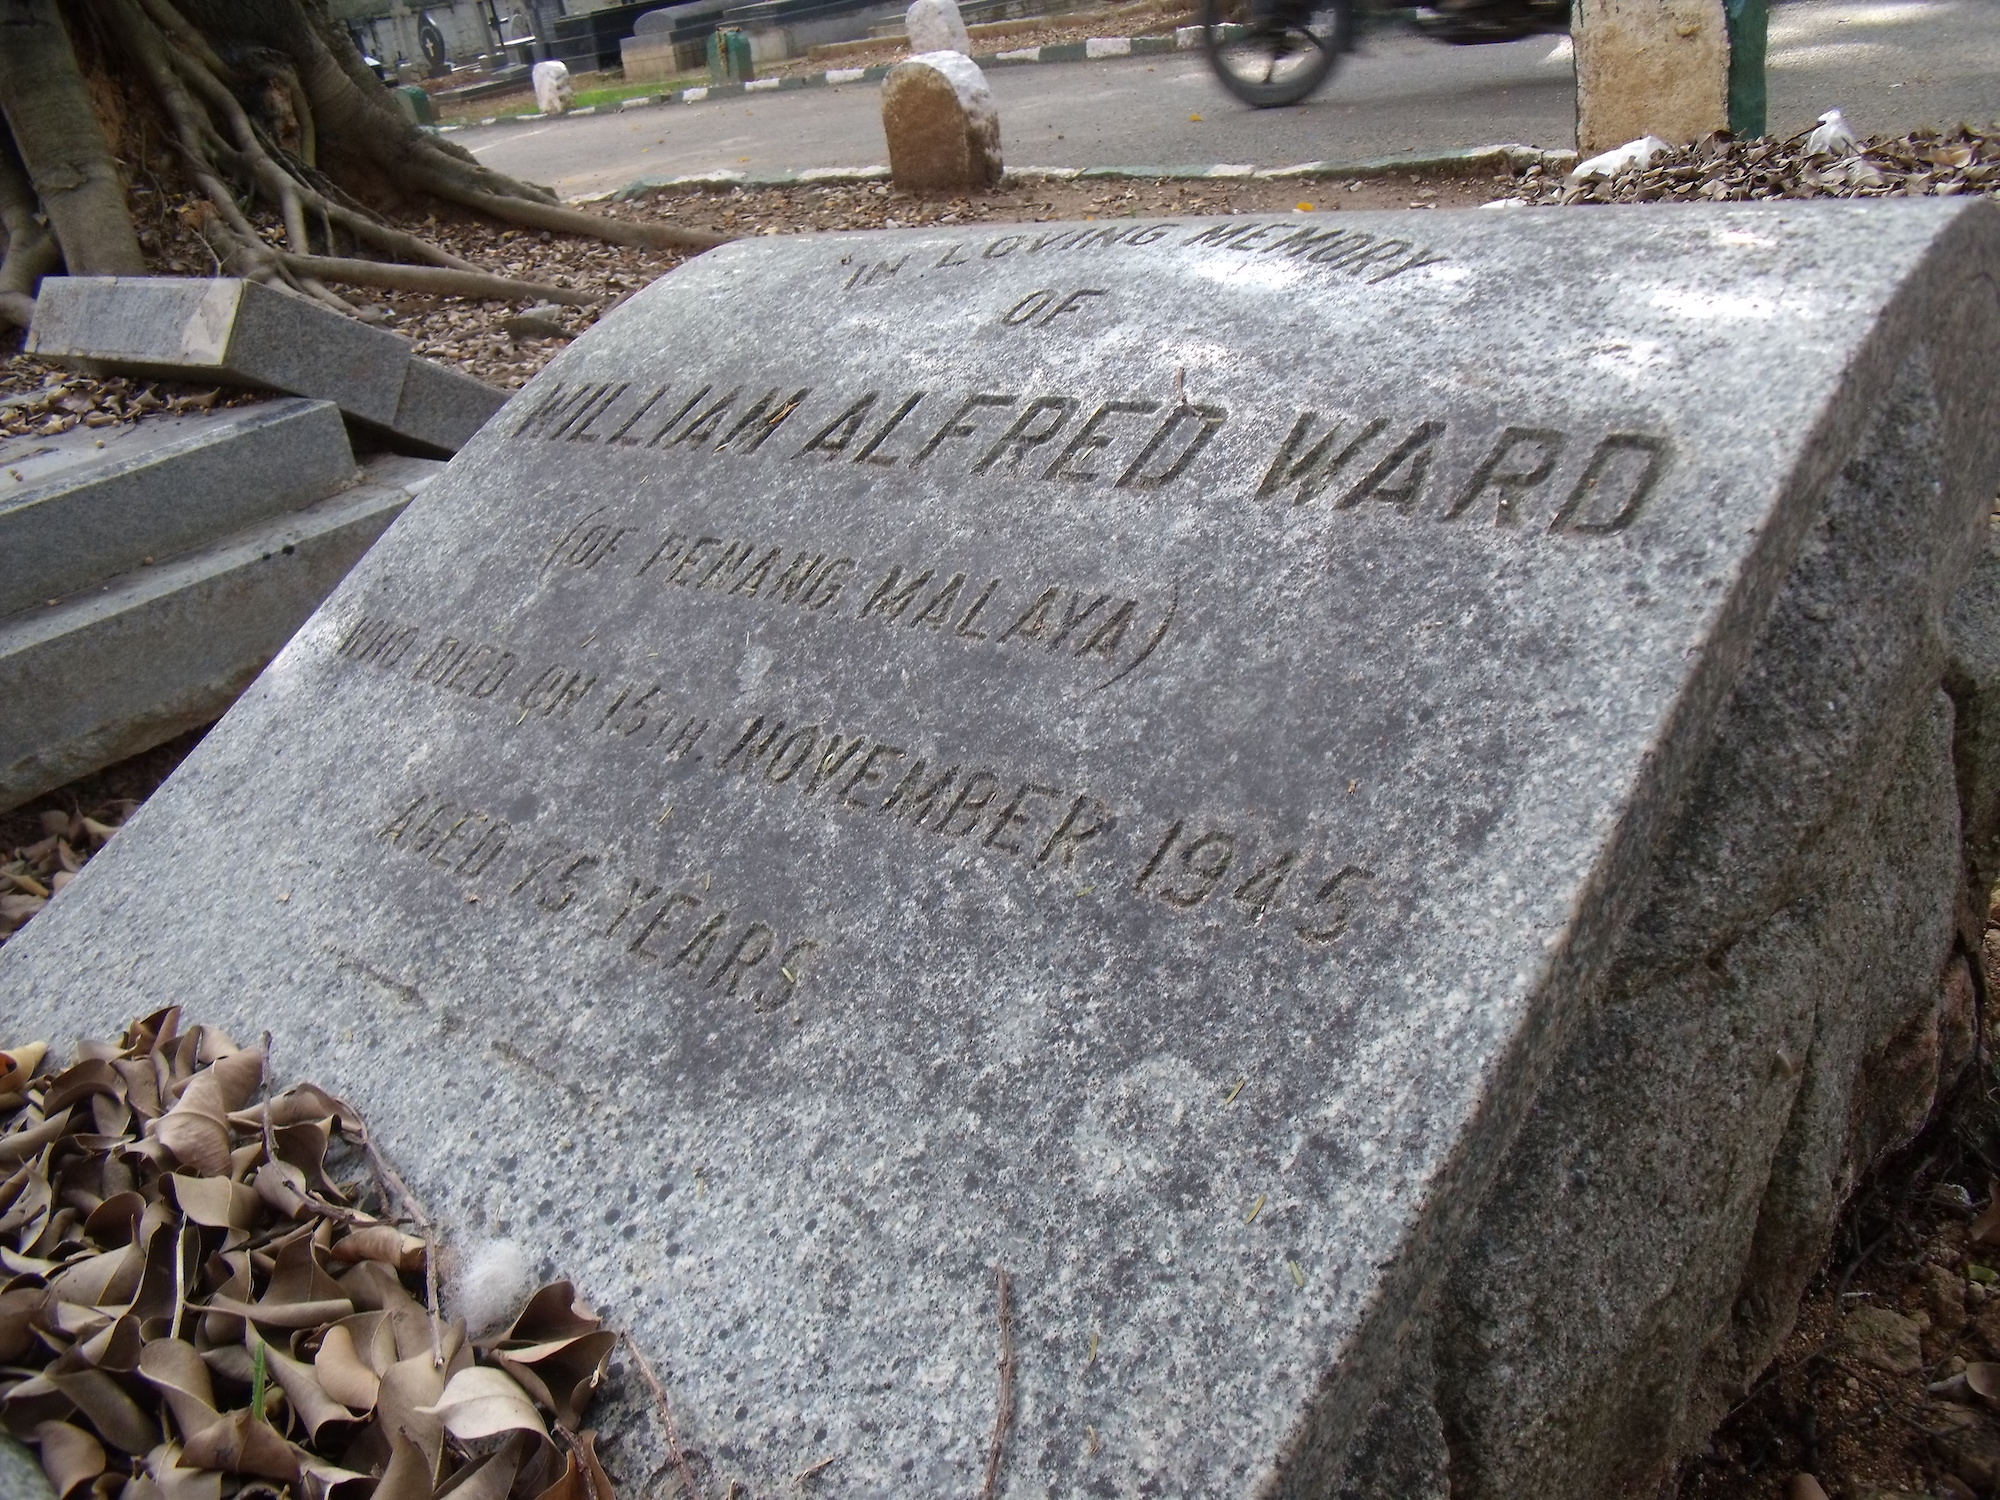 IN LOVING MEMORY
OF
WILLIAM ALFRED WARD
(OF PENANG, MALAYA)
WHO DIED ON 15TH. NOVEMBER 1945
AGED 75 YEARS